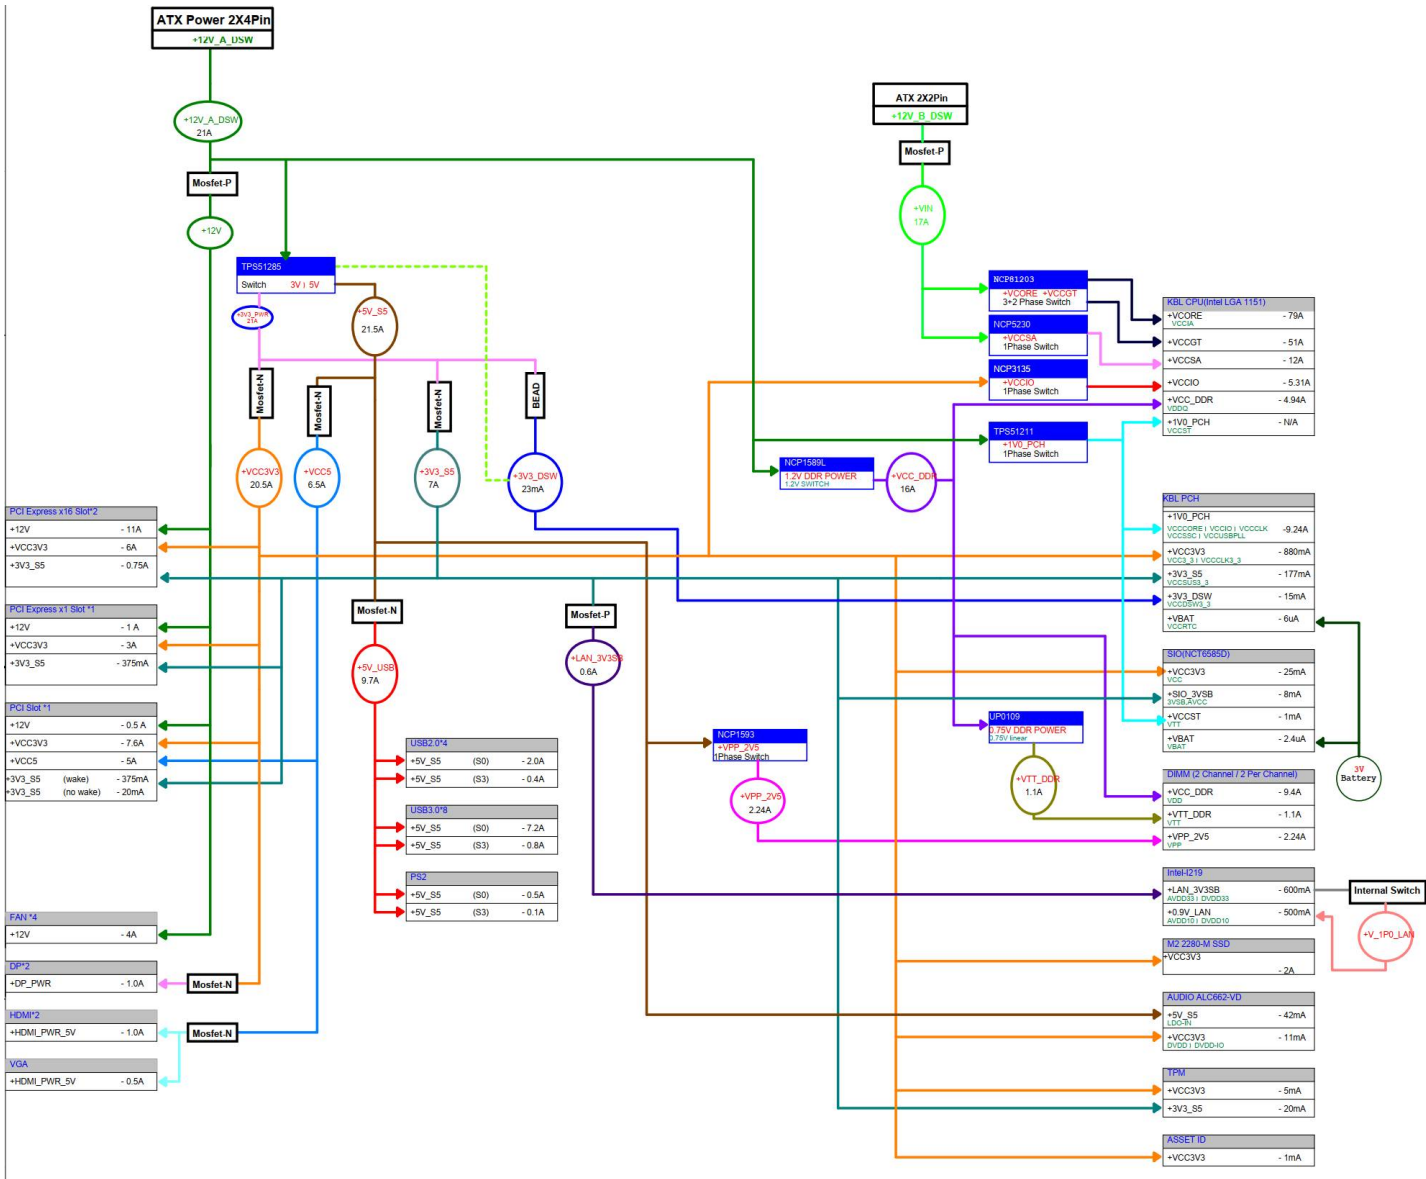 ATX Power 2X4Pin
+12V_A_DSW
+12V_A_DSW
21A
Mosfet-P
+12V
TPS51285
Switch 3V | 5V
+3V3_PWR
21A
+5V_S5
21.5A
Mosfet-N
Mosfet-N
Mosfet-N
BEAD
+VCC3V3
20.5A
+VCC5
6.5A
+3V3_S5
7A
+3V3_DSW
23mA
ATX 2X2Pin
+12V_B_DSW
Mosfet-P
+VIN
17A
NCP81203
+VCORE +VCCGT
3+2 Phase Switch
NCP5230
+VCCSA
1Phase Switch
NCP3135
+VCCIO
1Phase Switch
TPS51211
+1V0_PCH
1Phase Switch
NCP1589L
1.2V DDR POWER
1.2V SWITCH
+VCC_DDR
16A
KBL CPU(Intel LGA 1151)
+VCORE - 79A
VCCIA
+VCCGT - 51A
+VCCSA - 12A
+VCCIO - 5.31A
+VCC_DDR - 4.94A
VDDQ
+1V0_PCH - N/A
VCCST
KBL PCH
+1V0_PCH
VCCCORE | VCCIO | VCCCLK -9.24A
VCCSSC | VCCUSBPLL
+VCC3V3 - 880mA
VCC3_3 | VCCCLK3_3
+3V3_S5 - 177mA
VCCSUS3_3
+3V3_DSW - 15mA
VCCDSW3_3
+VBAT - 6uA
VCCRTC
SIO(NCT6585D)
+VCC3V3 - 25mA
VCC
+SIO_3VSB - 8mA
3VSB,AVCC
+VCCST - 1mA
VTT
+VBAT - 2.4uA
VBAT
3V
Battery
DIMM (2 Channel / 2 Per Channel)
+VCC_DDR - 9.4A
VDD
+VTT_DDR - 1.1A
VTT
+VPP_2V5 - 2.24A
VPP
Intel-I219
+LAN_3V3SB - 600mA
AVDD33 | DVDD33
+0.9V_LAN - 500mA
AVDD10 | DVDD10
Internal Switch
+V_1P0_LAN
M2 2280-M SSD
+VCC3V3
- 2A
AUDIO ALC662-VD
+5V_S5 - 42mA
LDO-IN
+VCC3V3 - 11mA
DVDD | DVDD-IO
TPM
+VCC3V3 - 5mA
+3V3_S5 - 20mA
ASSET ID
+VCC3V3 - 1mA
PCI Express x16 Slot*2
+12V - 11A
+VCC3V3 - 6A
+3V3_S5 - 0.75A
PCI Express x1 Slot *1
+12V - 1 A
+VCC3V3 - 3A
+3V3_S5 - 375mA
PCI Slot *1
+12V - 0.5 A
+VCC3V3 - 7.6A
+VCC5 - 5A
+3V3_S5 (wake) - 375mA
+3V3_S5 (no wake) - 20mA
FAN *4
+12V - 4A
DP*2
+DP_PWR - 1.0A
Mosfet-N
HDMI*2
+HDMI_PWR_5V - 1.0A
Mosfet-N
VGA
+HDMI_PWR_5V - 0.5A
Mosfet-N
+5V_USB
9.7A
USB2.0*4
+5V_S5 (S0) - 2.0A
+5V_S5 (S3) - 0.4A
USB3.0*8
+5V_S5 (S0) - 7.2A
+5V_S5 (S3) - 0.8A
PS2
+5V_S5 (S0) - 0.5A
+5V_S5 (S3) - 0.1A
Mosfet-P
+LAN_3V3SB
0.6A
NCP1593
+VPP_2V5
1Phase Switch
+VPP_2V5
2.24A
UP0109
0.75V DDR POWER
0.75V linear
+VTT_DDR
1.1A